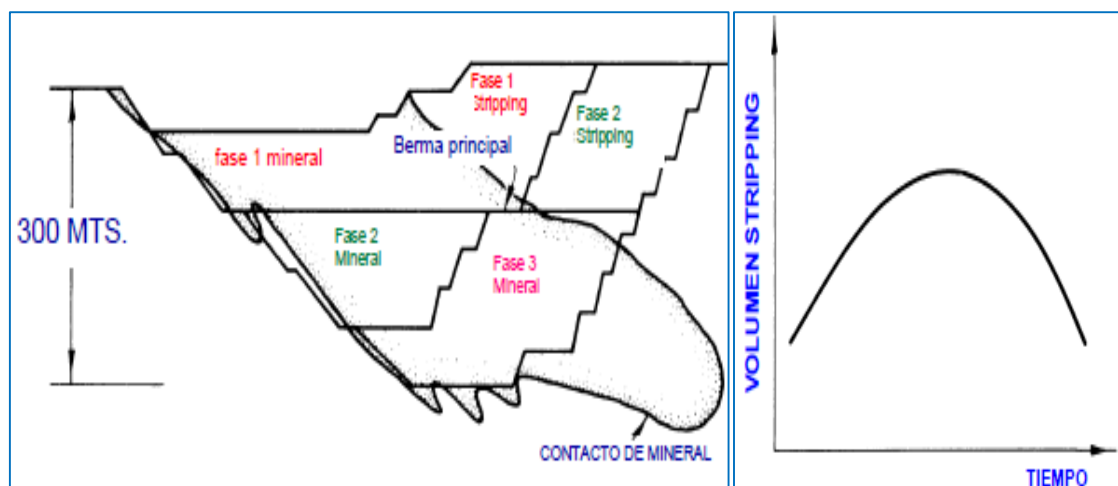 Fase 1
Stripping
Fase 2
Stripping
Berma principal
fase 1 mineral
300 MTS.
Fase 2
Mineral
Fase 3
Mineral
CONTACTO DE MINERAL
VOLUMEN STRIPPING
TIEMPO